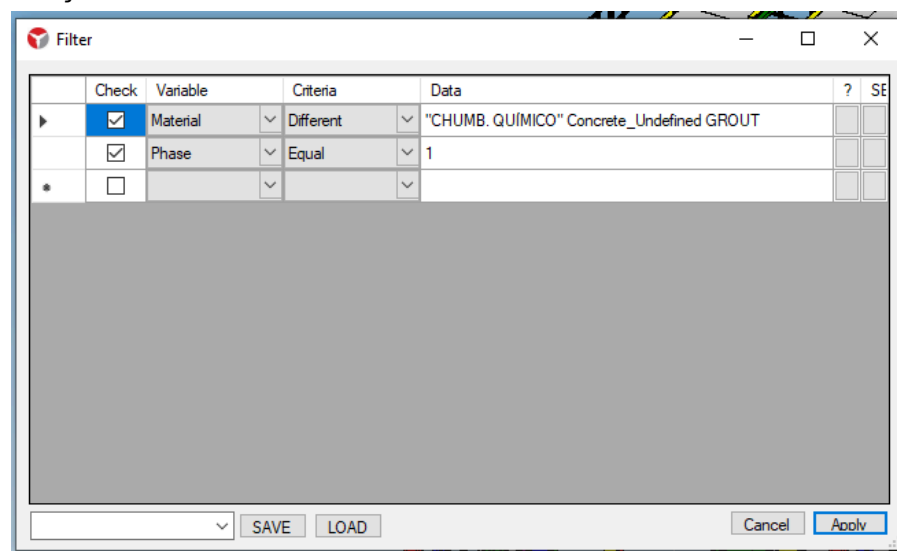 Filter
Check Variable Criteria Data ? SE
Material Different "CHUMB. QUÍMICO" Concrete_Undefined GROUT
Phase Equal 1
SAVE LOAD Cancel Apply